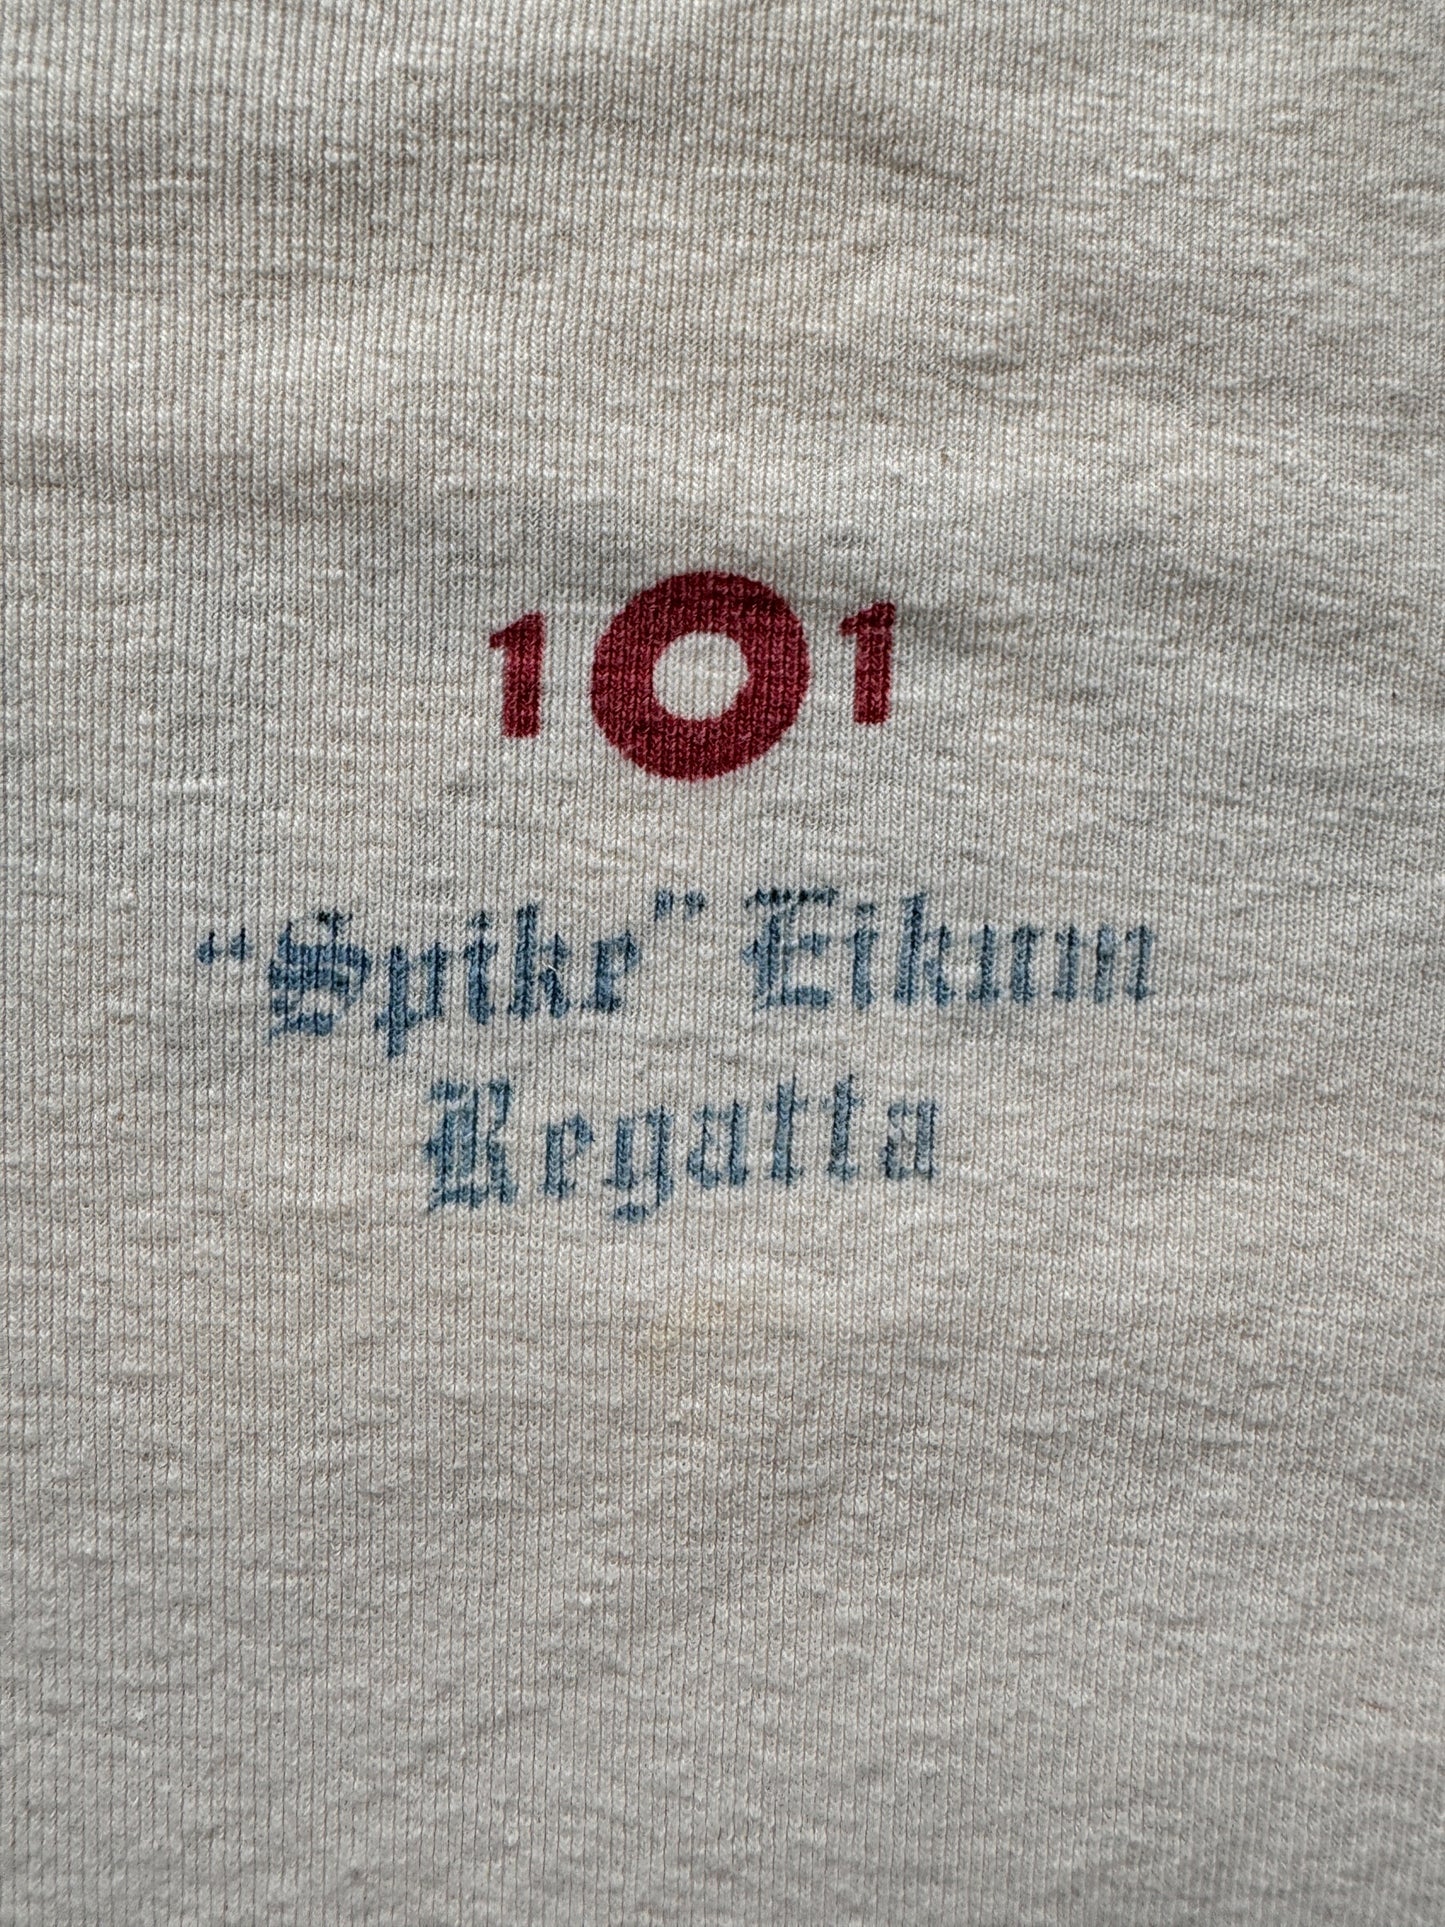 101
“Spike” Eikum
Regatta